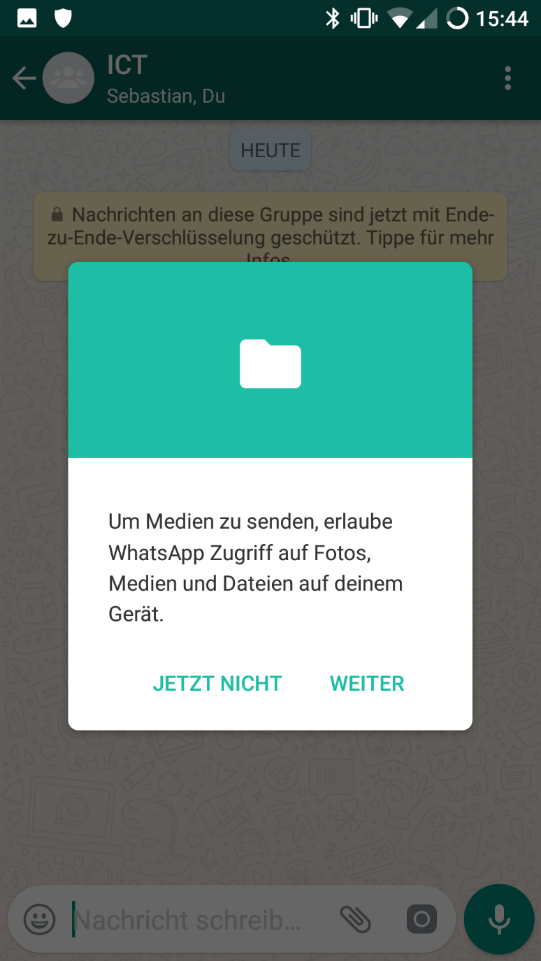 15:44
ICT
Sebastian, Du
HEUTE
Nachrichten an diese Gruppe sind jetzt mit Ende-
zu-Ende-Verschlüsselung geschützt. Tippe für mehr
Infos
Um Medien zu senden, erlaube
WhatsApp Zugriff auf Fotos,
Medien und Dateien auf deinem
Gerät.
JETZT NICHT WEITER
Nachricht schreib...